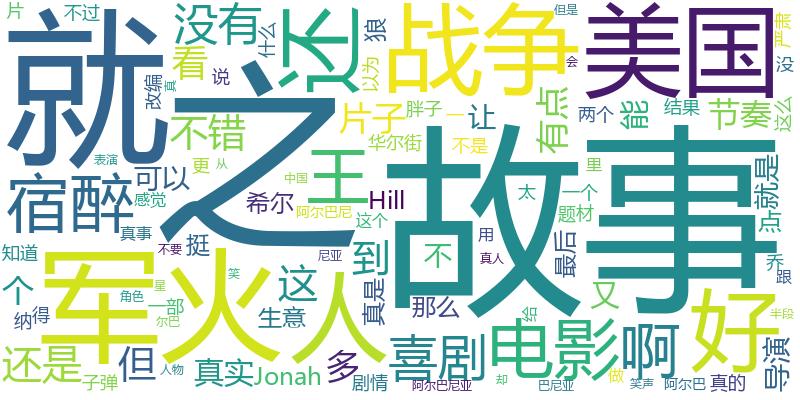 片 不过 没有 什么 狼 还 战争 但是 美国 严肃
就 之 看 说 以为 没
改编 真 会
不错 片子 胖子 一 让 有点 两个 能 结果 节奏 这么
华尔街 不是
宿醉 表演 更 从 王 故事 里 就是
可以 感觉 希尔 中国 Hill 阿尔巴尼 太 一个 点
知道 真事 不要 挺 这个 题材
军火 人 尼亚 到 不 用 真人 最后 乔 跟
个 星 笑 这 又
纳 得 角色 一部 尔巴 生意 真是 那么 给 好 半段
还是 但 人物 真实 Jonah 多 喜剧 电影 啊 导演
子弹 剧情 阿尔巴尼亚 却 巴尼亚 做 笑声 阿尔巴 真的